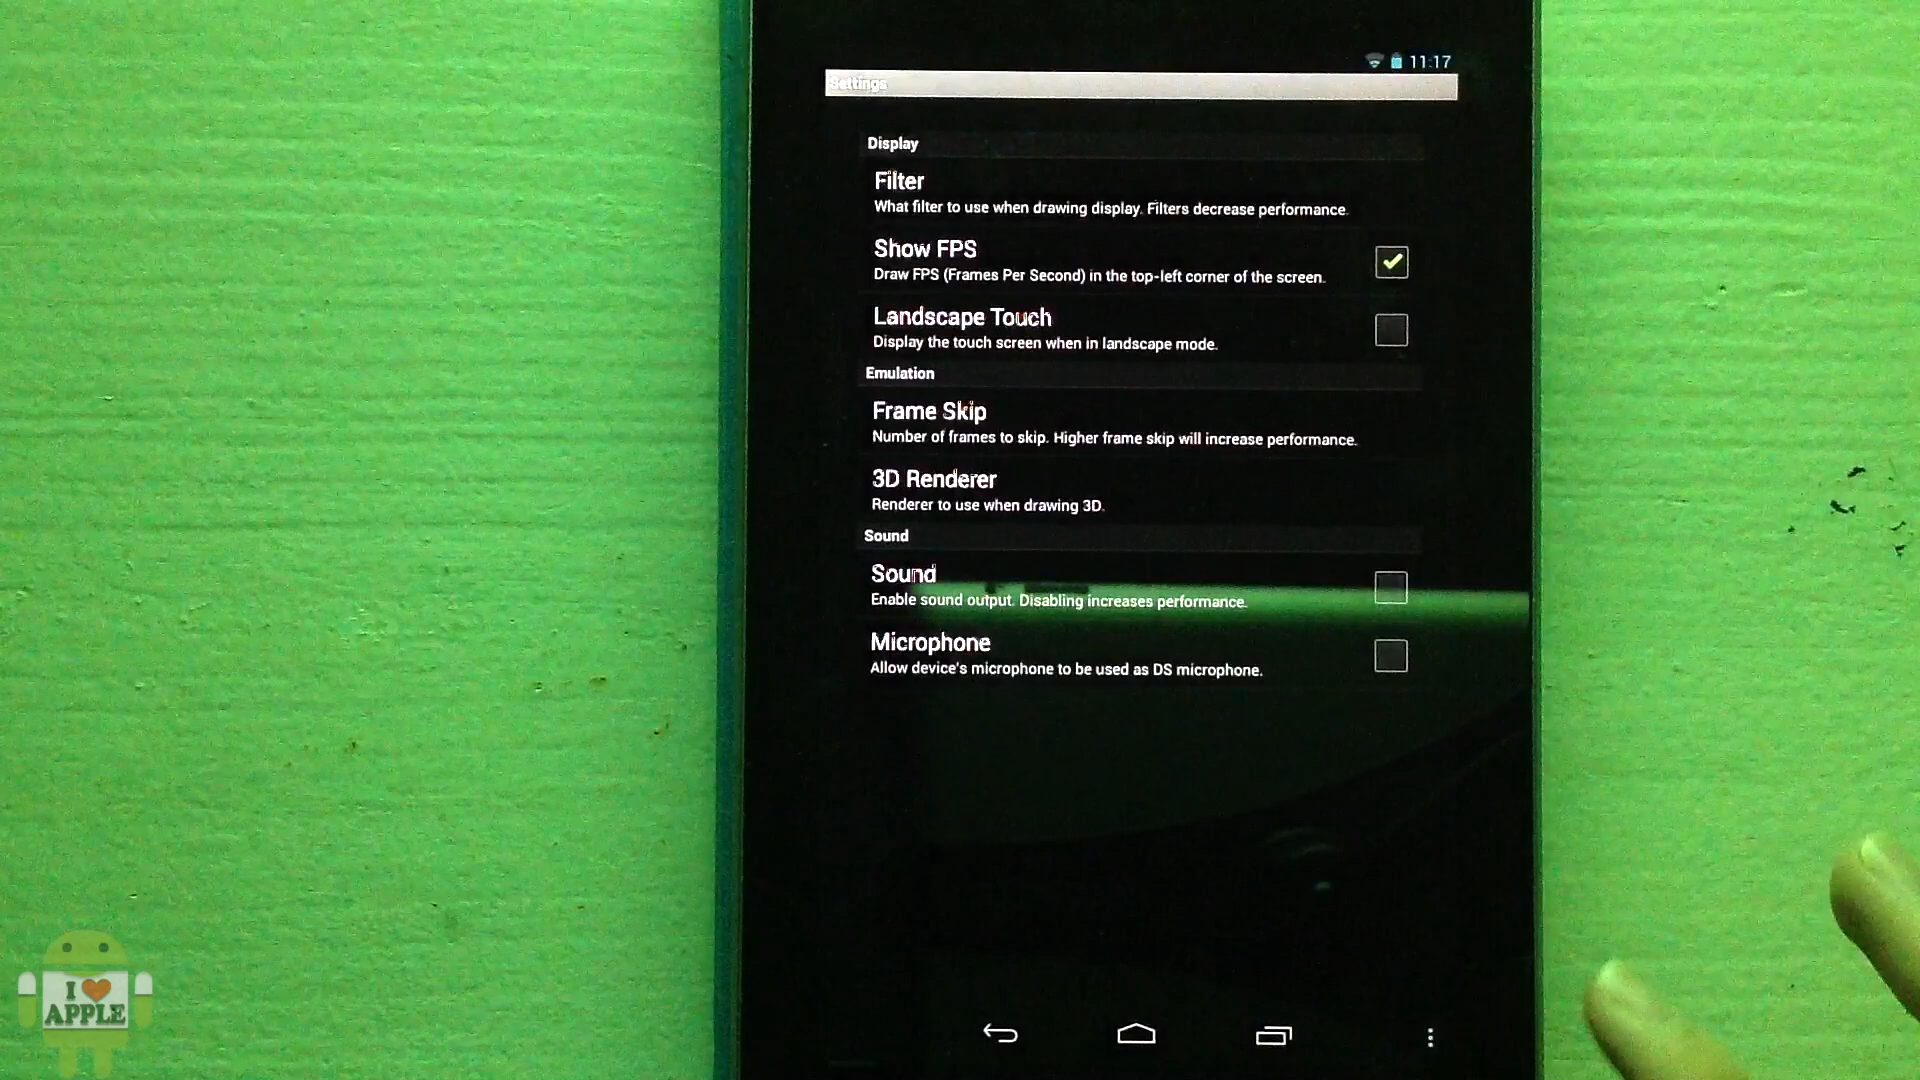 11:17
Settings
Display
Filter
What filter to use when drawing display. Filters decrease performance.
Show FPS
Draw FPS (Frames Per Second) in the top-left corner of the screen.
Landscape Touch
Display the touch screen when in landscape mode.
Emulation
Frame Skip
Number of frames to skip. Higher frame skip will increase performance.
3D Renderer
Renderer to use when drawing 3D.
Sound
Sound
Enable sound output. Disabling increases performance.
Microphone
Allow device's microphone to be used as DS microphone.
I
APPLE